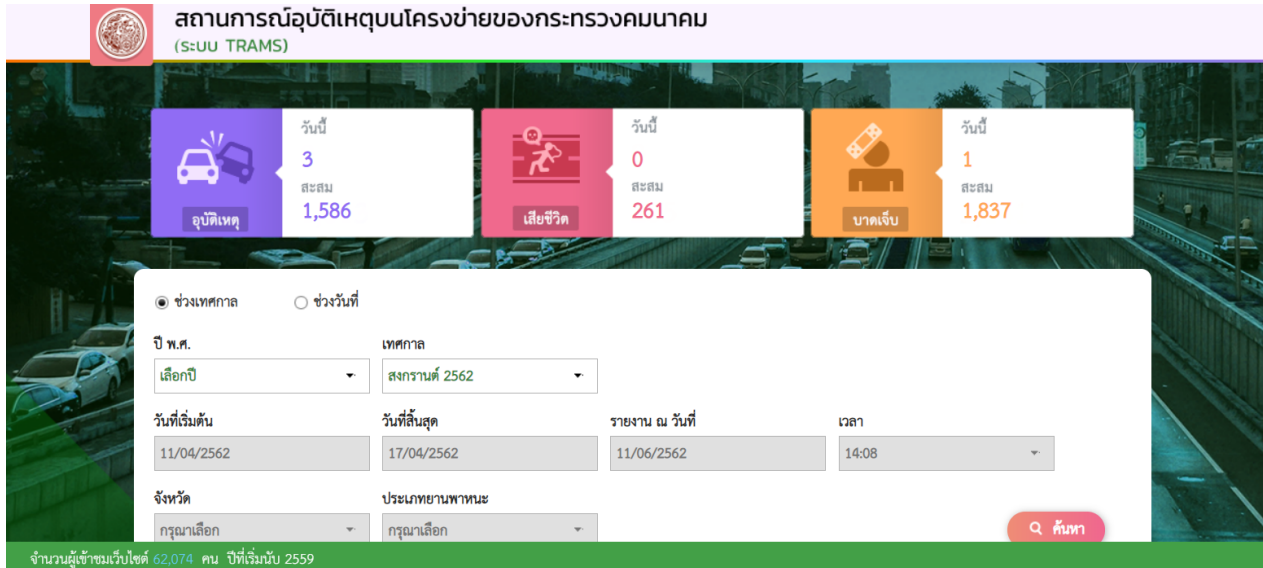 สถานการณ์อุบัติเหตุบนโครงข่ายของกระทรวงคมนาคม
(ระบบ TRAMS)
วันนี้
3
สะสม
1,586
อุบัติเหตุ
วันนี้
0
สะสม
261
เสียชีวิต
วันนี้
1
สะสม
1,837
บาดเจ็บ
ช่วงเทศกาล ช่วงวันที่
ปี พ.ศ. เทศกาล
เลือกปี สงกรานต์ 2562
วันที่เริ่มต้น วันที่สิ้นสุด รายงาน ณ วันที่ เวลา
11/04/2562 17/04/2562 11/06/2562 14:08
จังหวัด ประเภทยานพาหนะ
กรุณาเลือก กรุณาเลือก ค้นหา
จำนวนผู้เข้าชมเว็บไซต์ 62,074 คน ปีที่เริ่มนับ 2559